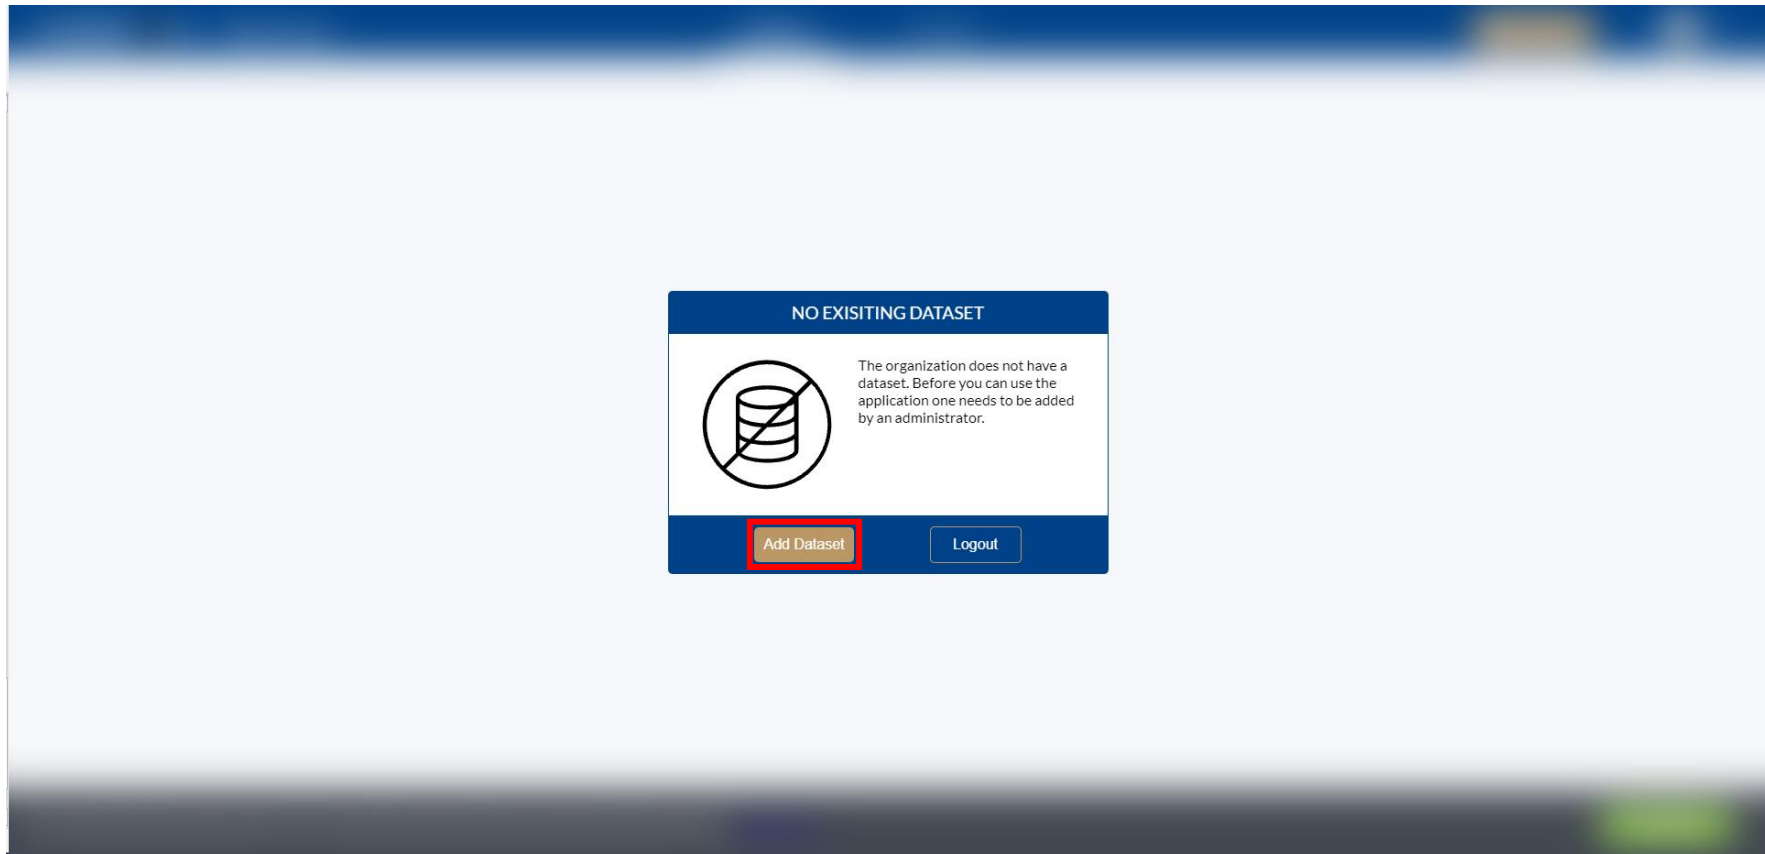 NO EXISITING DATASET
The organization does not have a
dataset. Before you can use the
application one needs to be added
by an administrator.
Add Dataset
Logout